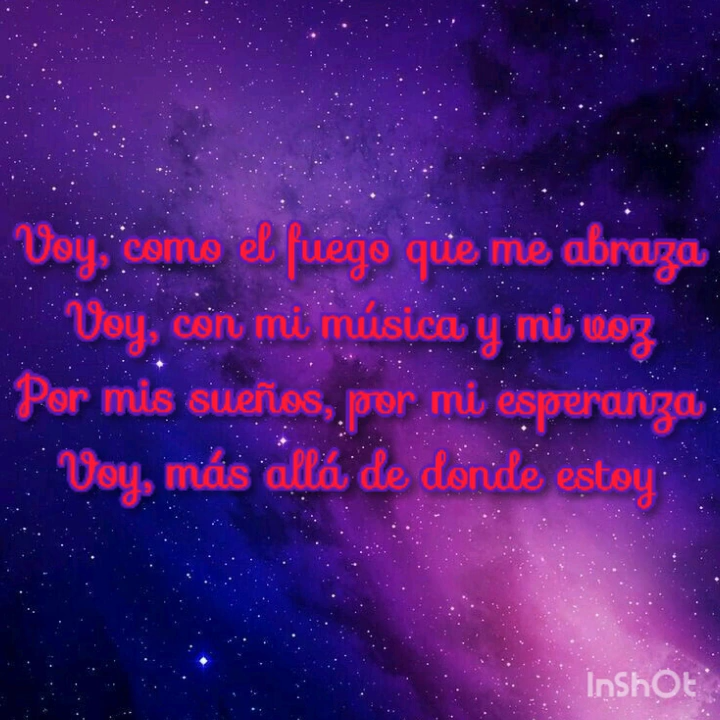 Voy, como el fuego que me abraza
Voy, con mi música y mi voz
Por mis sueños, por mi esperanza
Voy, más allá de donde estoy
InShOt